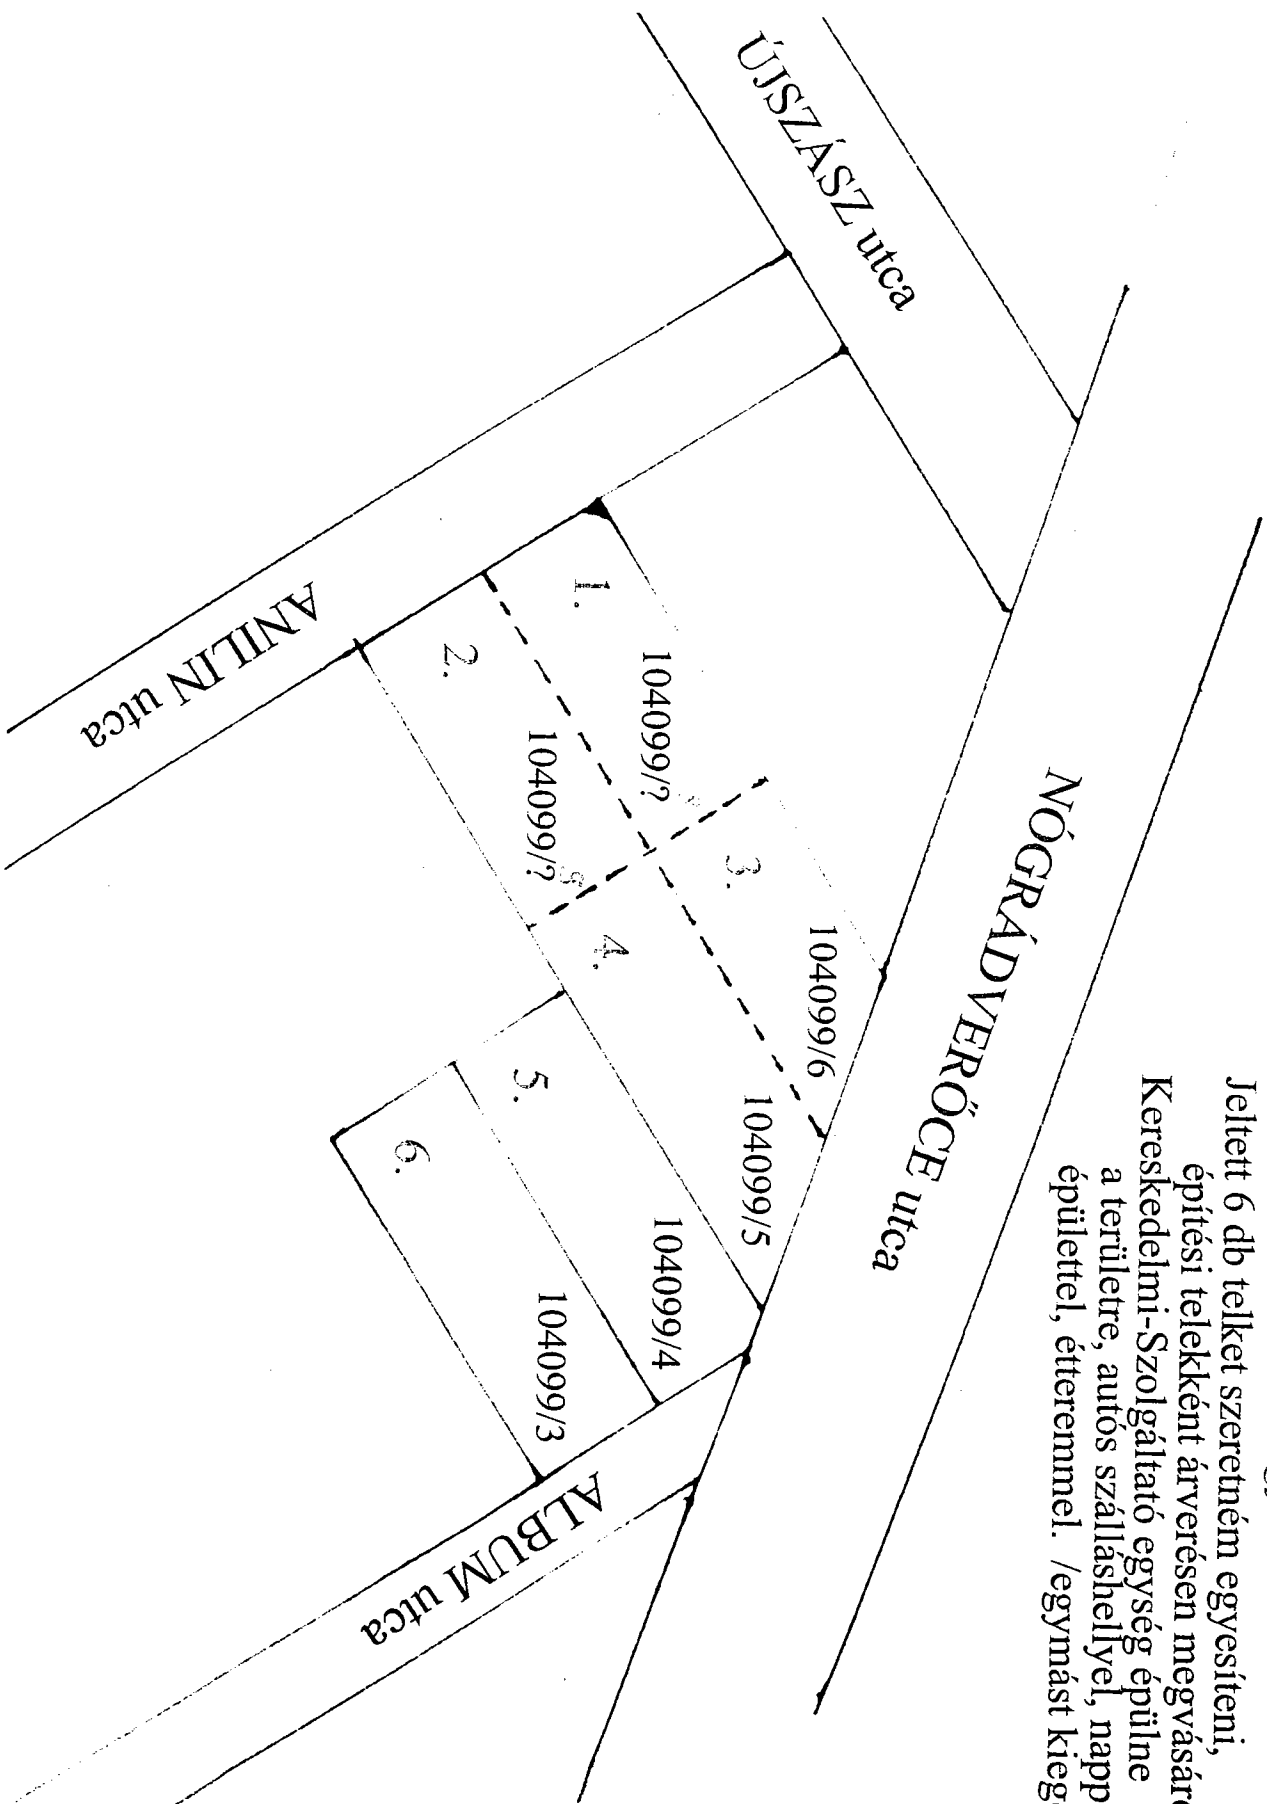 Jeltett 6 db telket szeretném egyesíteni,
építési telekként árverésen
Kereskedelmi-Szolgáltató egység épülne
a területre, autós szálláshellyel,
épülettel, étteremmel. /egymást
ÚJSZÁSZ utca
NÓGRÁDVERŐCE utca
ANILIN utca
ALBUM utca
1.
104099/?
2.
104099/?
3.
104099/6
4.
104099/5
5.
104099/4
6.
104099/3